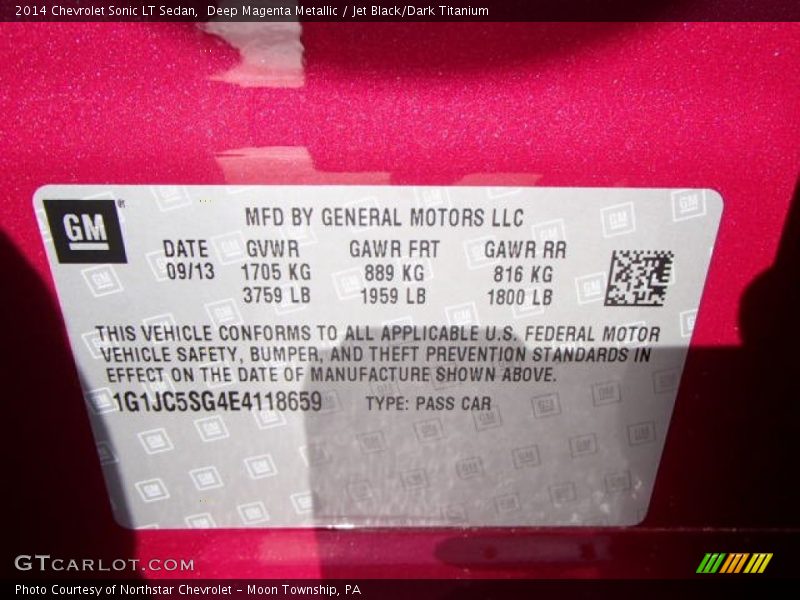 2014 Chevrolet Sonic LT Sedan,  Deep Magenta Metallic / Jet Black/Dark Titanium
GM
MFD BY GENERAL MOTORS LLC
DATE GVWR GAWR FRT GAWR RR
09/13 1705 KG 889 KG 816 KG
3759 LB 1959 LB 1800 LB
THIS VEHICLE CONFORMS TO ALL APPLICABLE U.S. FEDERAL MOTOR
VEHICLE SAFETY, BUMPER, AND THEFT PREVENTION STANDARDS IN
EFFECT ON THE DATE OF MANUFACTURE SHOWN ABOVE.
1G1JC5SG4E4118659 TYPE: PASS CAR
GTCARLOT.COM
Photo Courtesy of Northstar Chevrolet - Moon Township, PA